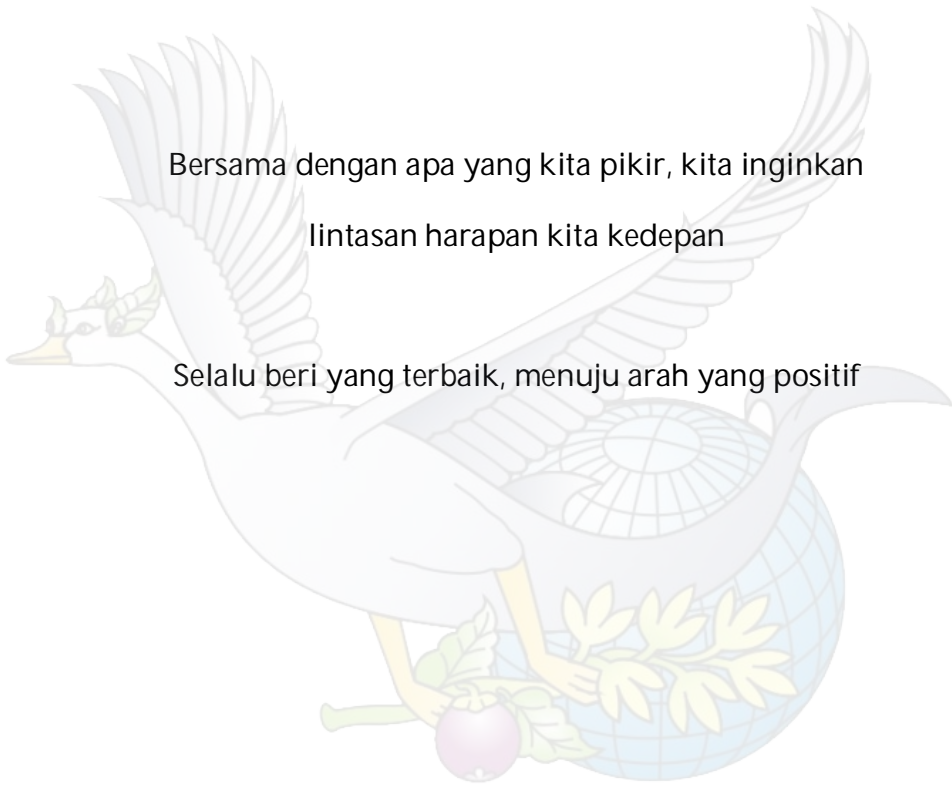 Bersama dengan apa yang kita pikir, kita inginkan
lintasan harapan kita kedepan
Selalu beri yang terbaik, menuju arah yang positif